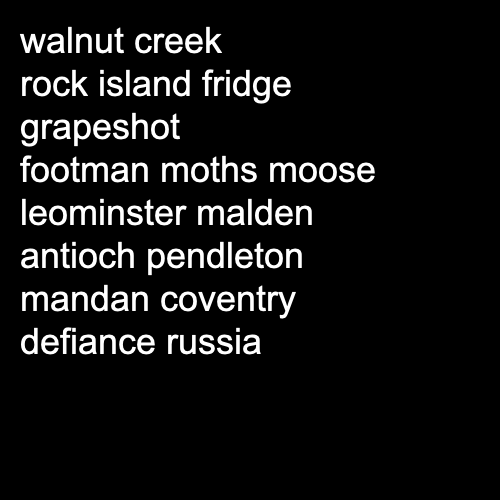 walnut creek
rock island fridge
grapeshot
footman moths moose
leominster malden
antioch pendleton
mandan coventry
defiance russia